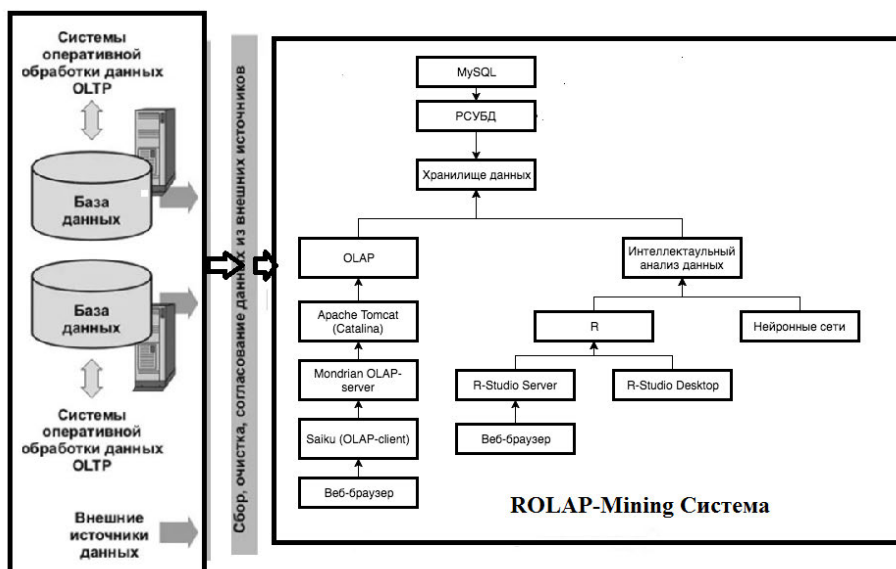 Системы
оперативной
обработки данных
OLTP
База
данных
База
данных
Системы
оперативной
обработки данных
OLTP
Внешние
источники
данных
Сбор, очистка, согласование данных из внешних источников
MySQL
РСУБД
Хранилище данных
OLAP
Интеллектаульный
анализ данных
Apache Tomcat
(Catalina)
R
Нейронные сети
Mondrian OLAP-
server
R-Studio Server
R-Studio Desktop
Saiku (OLAP-client)
Веб-браузер
Веб-браузер
ROLAP-Mining Система